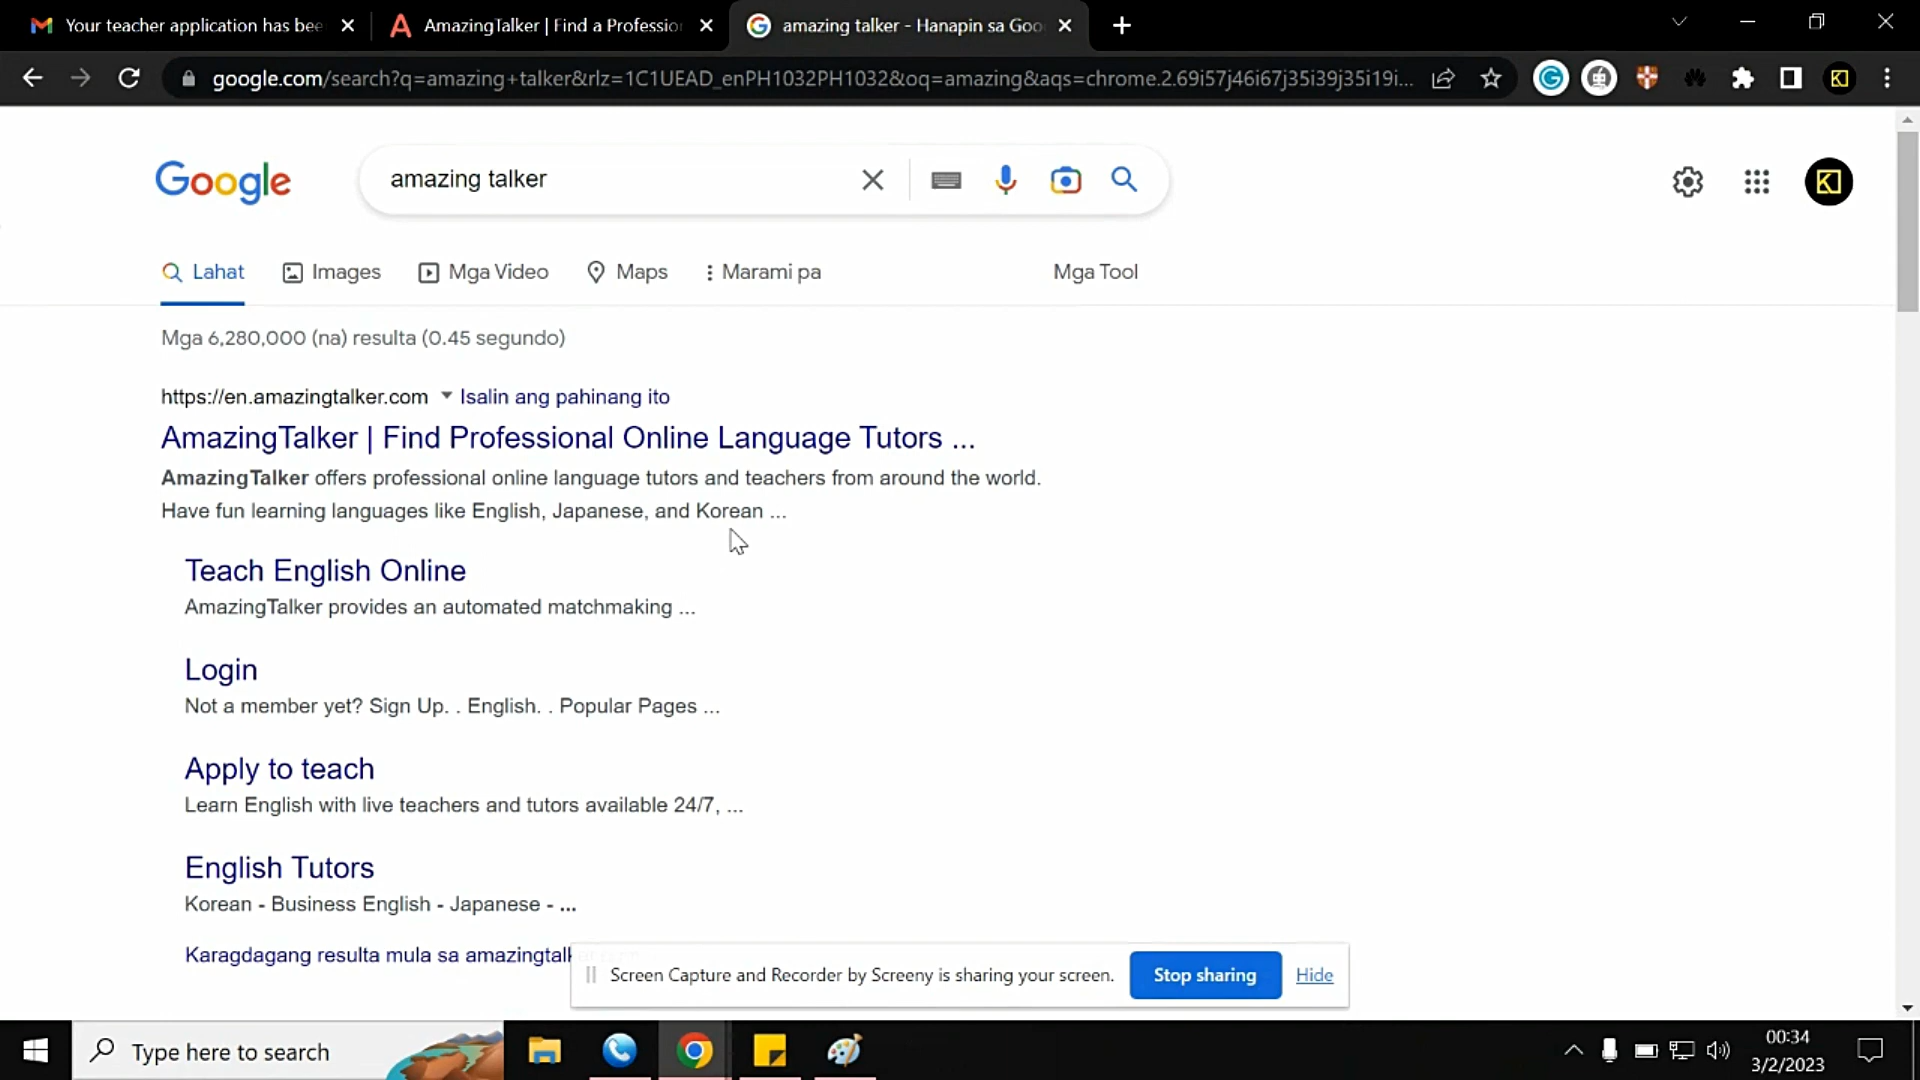 Your teacher application has bee
AmazingTalker | Find a Professio
amazing talker - Hanapin sa Goo
google.com/search?q=amazing+talker&rlz=1C1UEAD_enPH1032PH1032&oq=amazing&aqs=chrome.2.69i57j46i67j35i39j35i19i...
Google
amazing talker
Lahat
Images
Mga Video
Maps
Marami pa
Mga Tool
Mga 6,280,000 (na) resulta (0.45 segundo)
https://en.amazingtalker.com
Isalin ang pahinang ito
AmazingTalker | Find Professional Online Language Tutors ...
AmazingTalker offers professional online language tutors and teachers from around the world.
Have fun learning languages like English, Japanese, and Korean ...
Teach English Online
AmazingTalker provides an automated matchmaking ...
Login
Not a member yet? Sign Up. . English. . Popular Pages ...
Apply to teach
Learn English with live teachers and tutors available 24/7, ...
English Tutors
Korean - Business English - Japanese - ...
Karagdagang resulta mula sa amazingtalk
Screen Capture and Recorder by Screeny is sharing your screen.
Stop sharing
Hide
Type here to search
00:34
3/2/2023